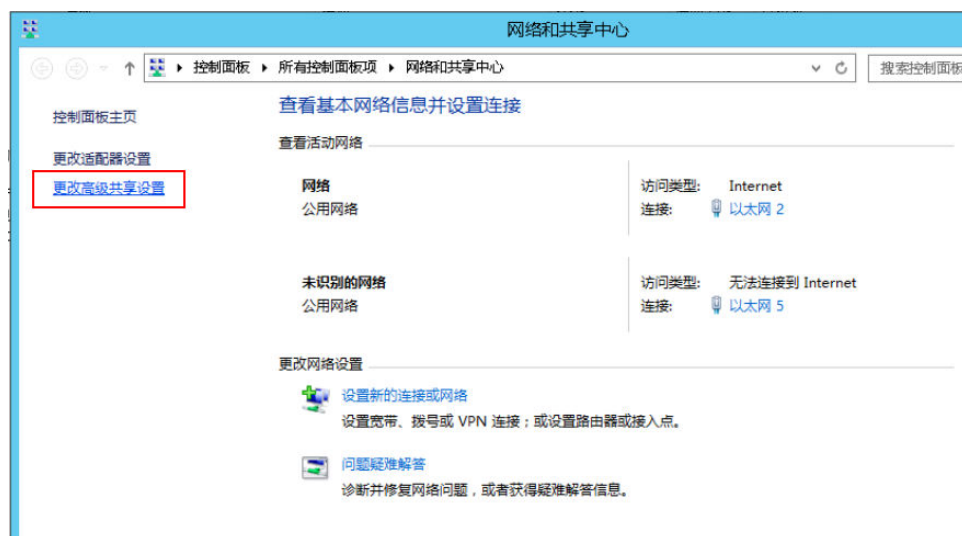 网络和共享中心
控制面板 所有控制面板项 网络和共享中心
搜索控制面板
控制面板主页
更改适配器设置
更改高级共享设置
查看基本网络信息并设置连接
查看活动网络
网络
公用网络
访问类型: Internet
连接: 以太网 2
未识别的网络
公用网络
访问类型: 无法连接到 Internet
连接: 以太网 5
更改网络设置
设置新的连接或网络
设置宽带、拨号或 VPN 连接；或设置路由器或接入点。
问题疑难解答
诊断并修复网络问题，或者获得疑难解答信息。